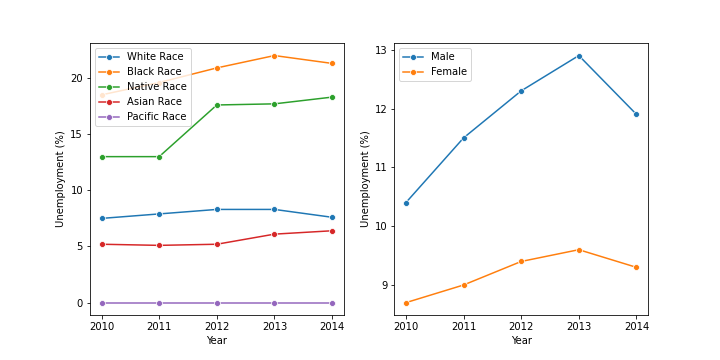 White Race
Black Race
Native Race
Asian Race
Pacific Race
20
15
10
5
0
Unemployment (%)
2010 2011 2012 2013 2014
Year
Male
Female
13
12
11
10
9
Unemployment (%)
2010 2011 2012 2013 2014
Year